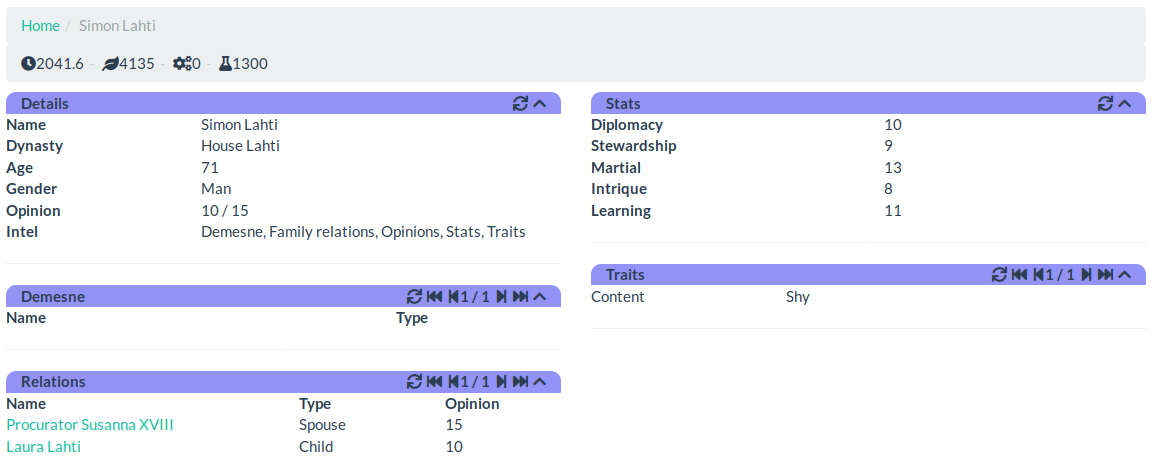 Home / Simon Lahti
2041.6 - 4135 - 0 - 1300
Details
Name Simon Lahti
Dynasty House Lahti
Age 71
Gender Man
Opinion 10 / 15
Intel Demesne, Family relations, Opinions, Stats, Traits
Demesne 1 / 1
Name Type
Relations 1 / 1
Name Type Opinion
Procurator Susanna XVIII Spouse 15
Laura Lahti Child 10
Stats
Diplomacy 10
Stewardship 9
Martial 13
Intrique 8
Learning 11
Traits 1 / 1
Content Shy